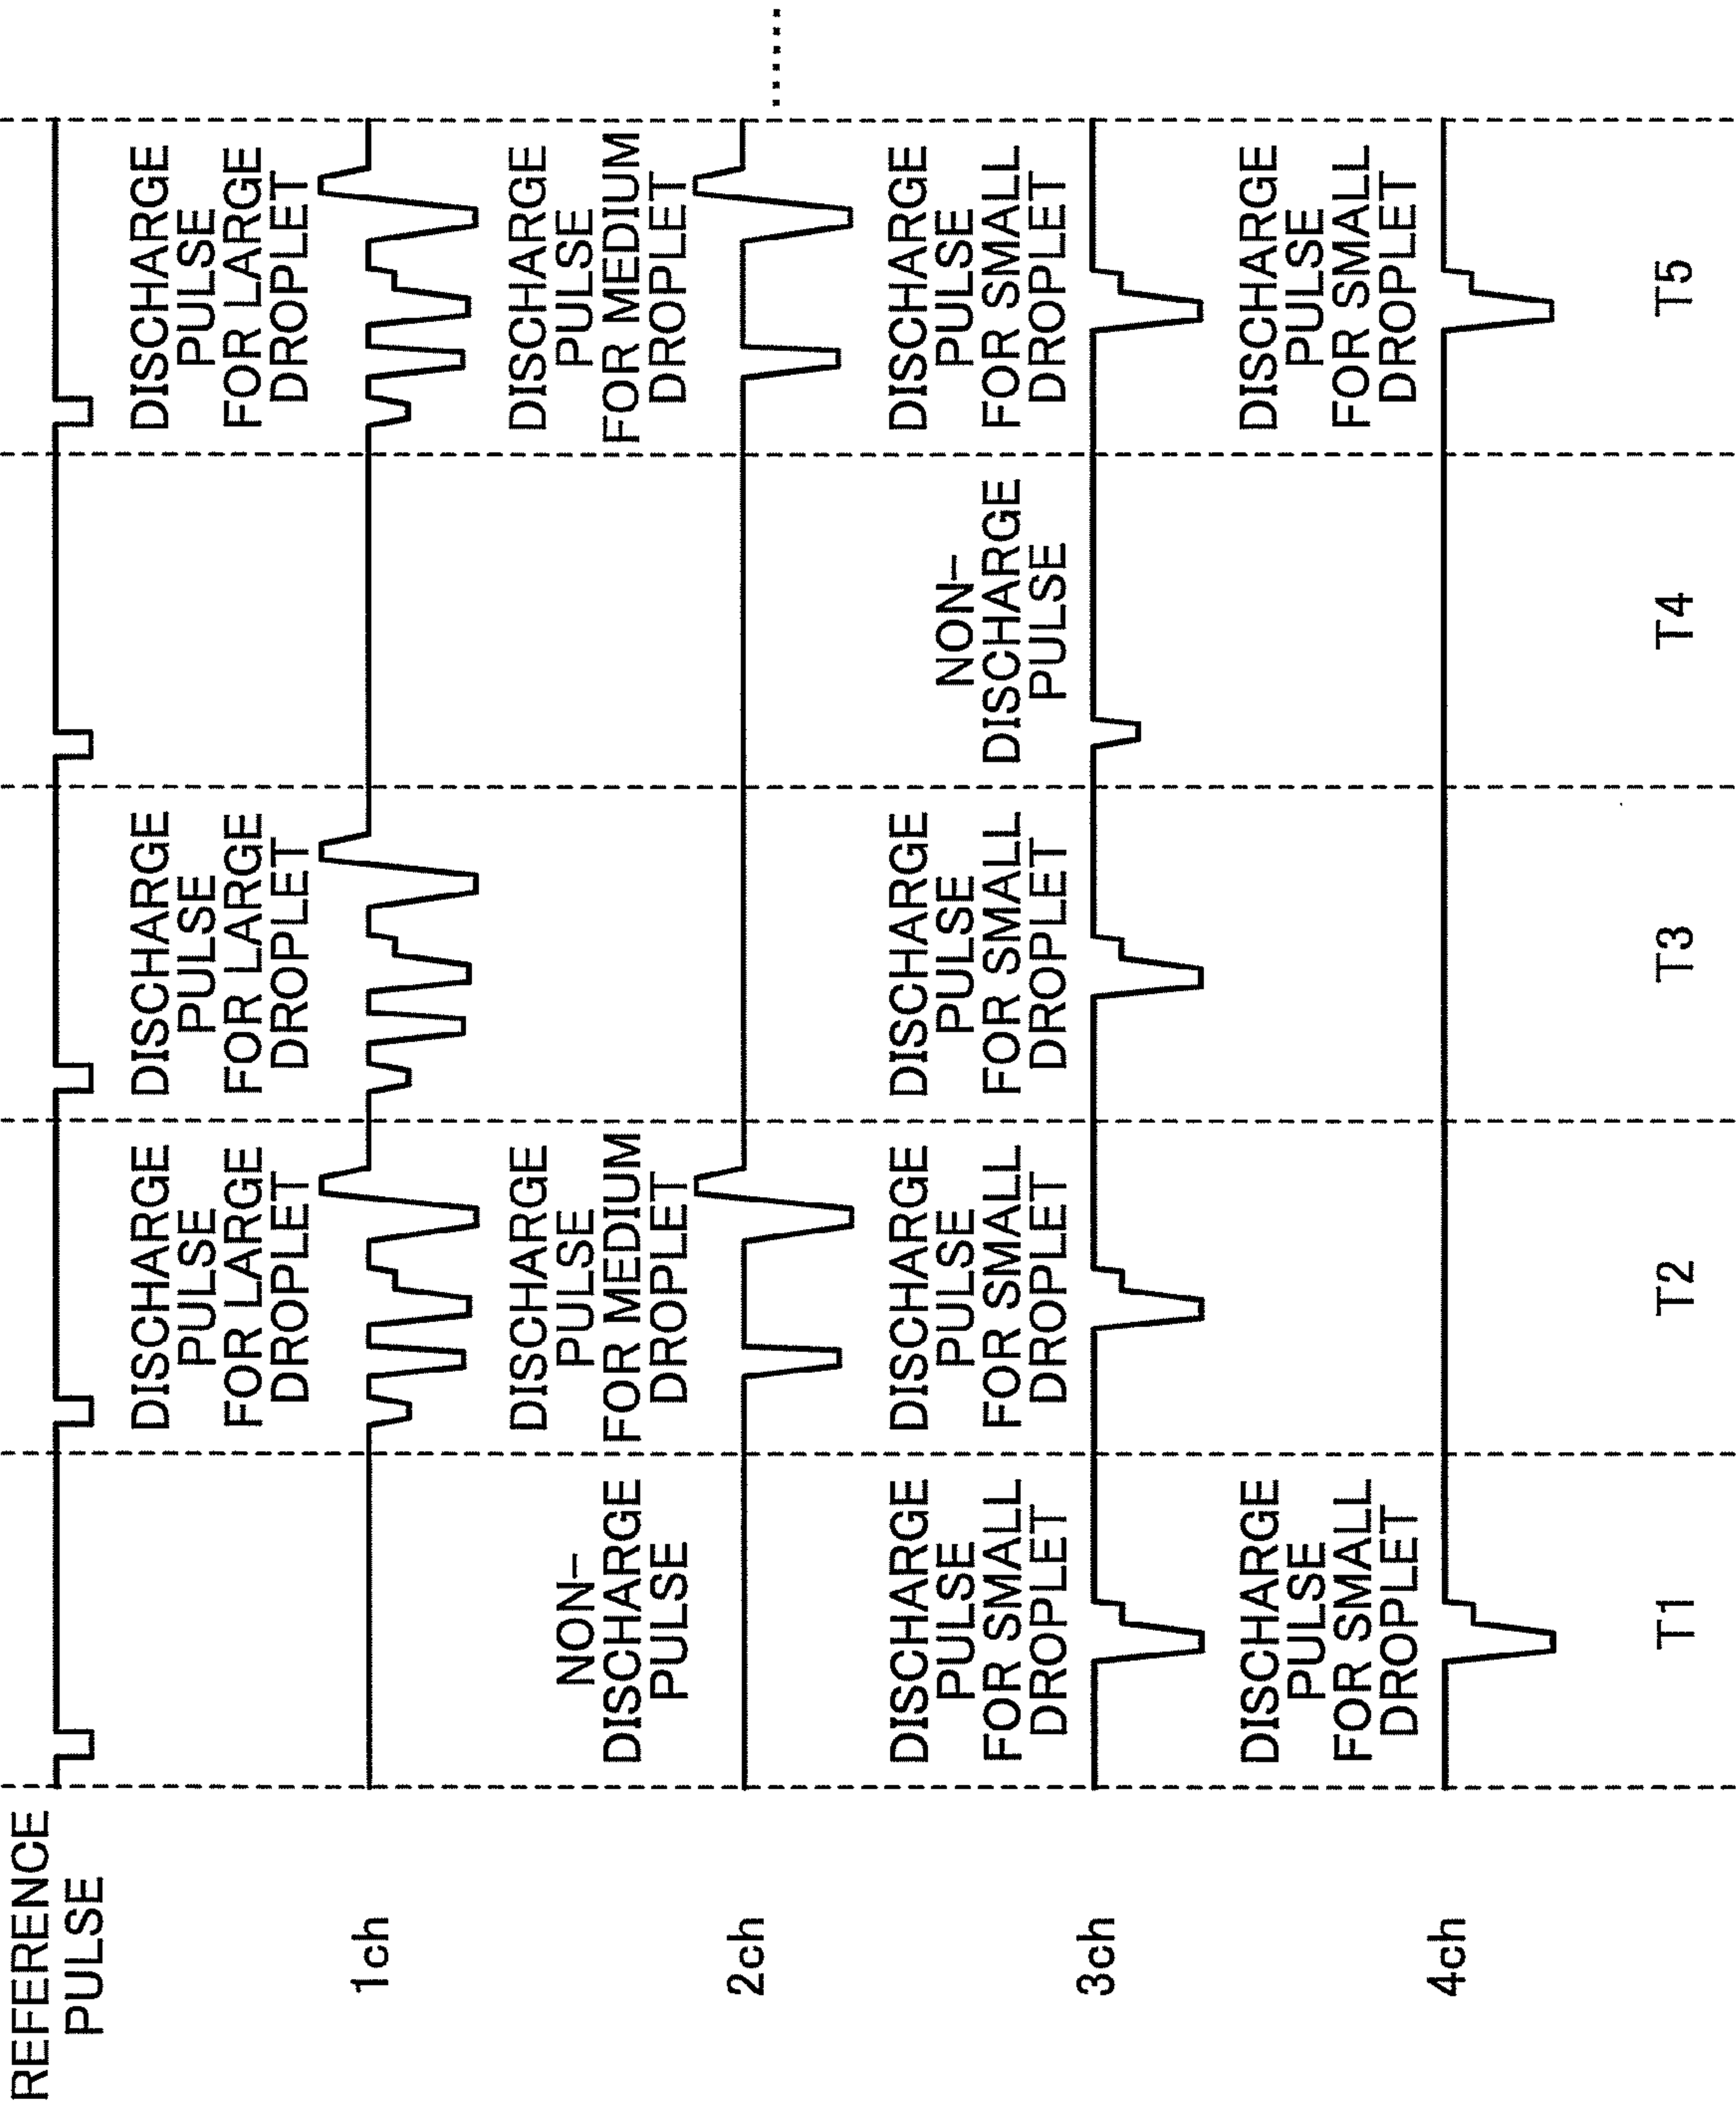 REFERENCE
PULSE
1ch
DISCHARGE
PULSE
FOR LARGE
DROPLET
DISCHARGE
PULSE
FOR LARGE
DROPLET
DISCHARGE
PULSE
FOR LARGE
DROPLET
2ch
NON-
DISCHARGE
PULSE
DISCHARGE
PULSE
FOR MEDIUM
DROPLET
DISCHARGE
PULSE
FOR MEDIUM
DROPLET
......
3ch
DISCHARGE
PULSE
FOR SMALL
DROPLET
DISCHARGE
PULSE
FOR SMALL
DROPLET
DISCHARGE
PULSE
FOR SMALL
DROPLET
NON-
DISCHARGE
PULSE
DISCHARGE
PULSE
FOR SMALL
DROPLET
4ch
DISCHARGE
PULSE
FOR SMALL
DROPLET
DISCHARGE
PULSE
FOR SMALL
DROPLET
T1
T2
T3
T4
T5